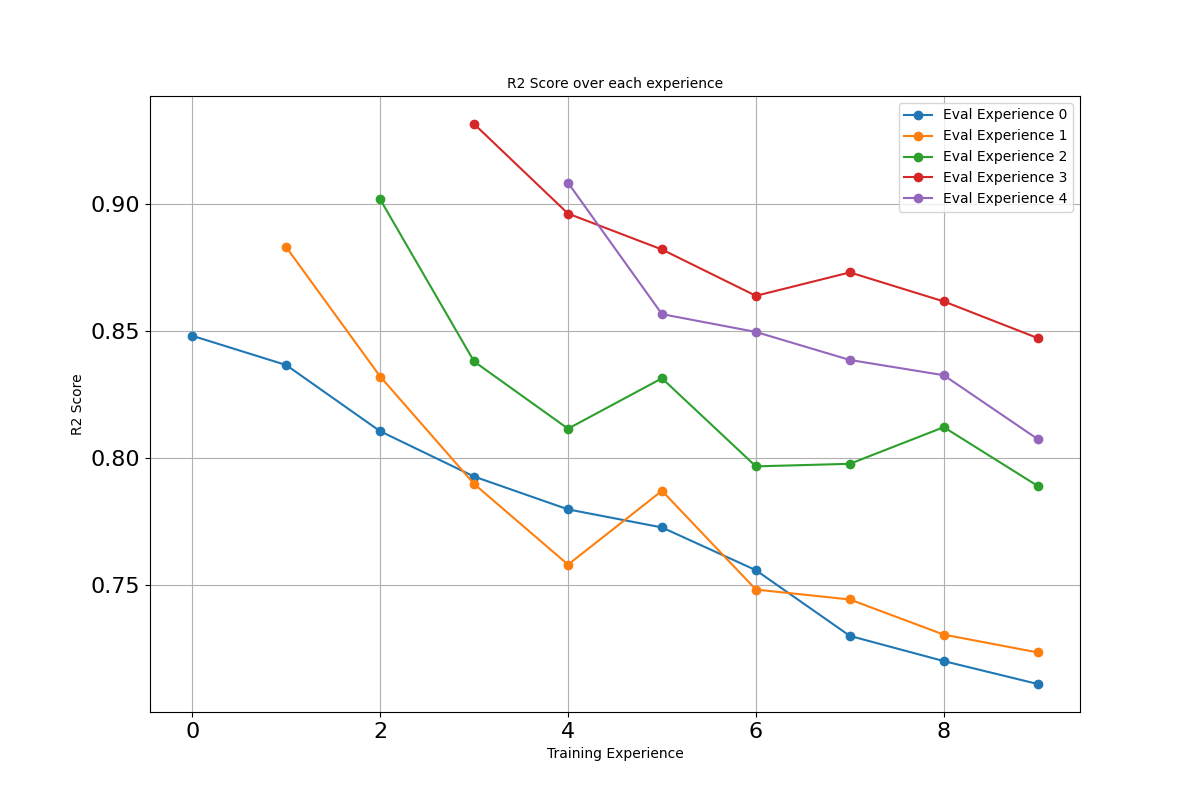 R2 Score over each experience
Eval Experience 0
Eval Experience 1
Eval Experience 2
Eval Experience 3
Eval Experience 4
0.90
0.85
0.80
0.75
R2 Score
0 2 4 6 8
Training Experience